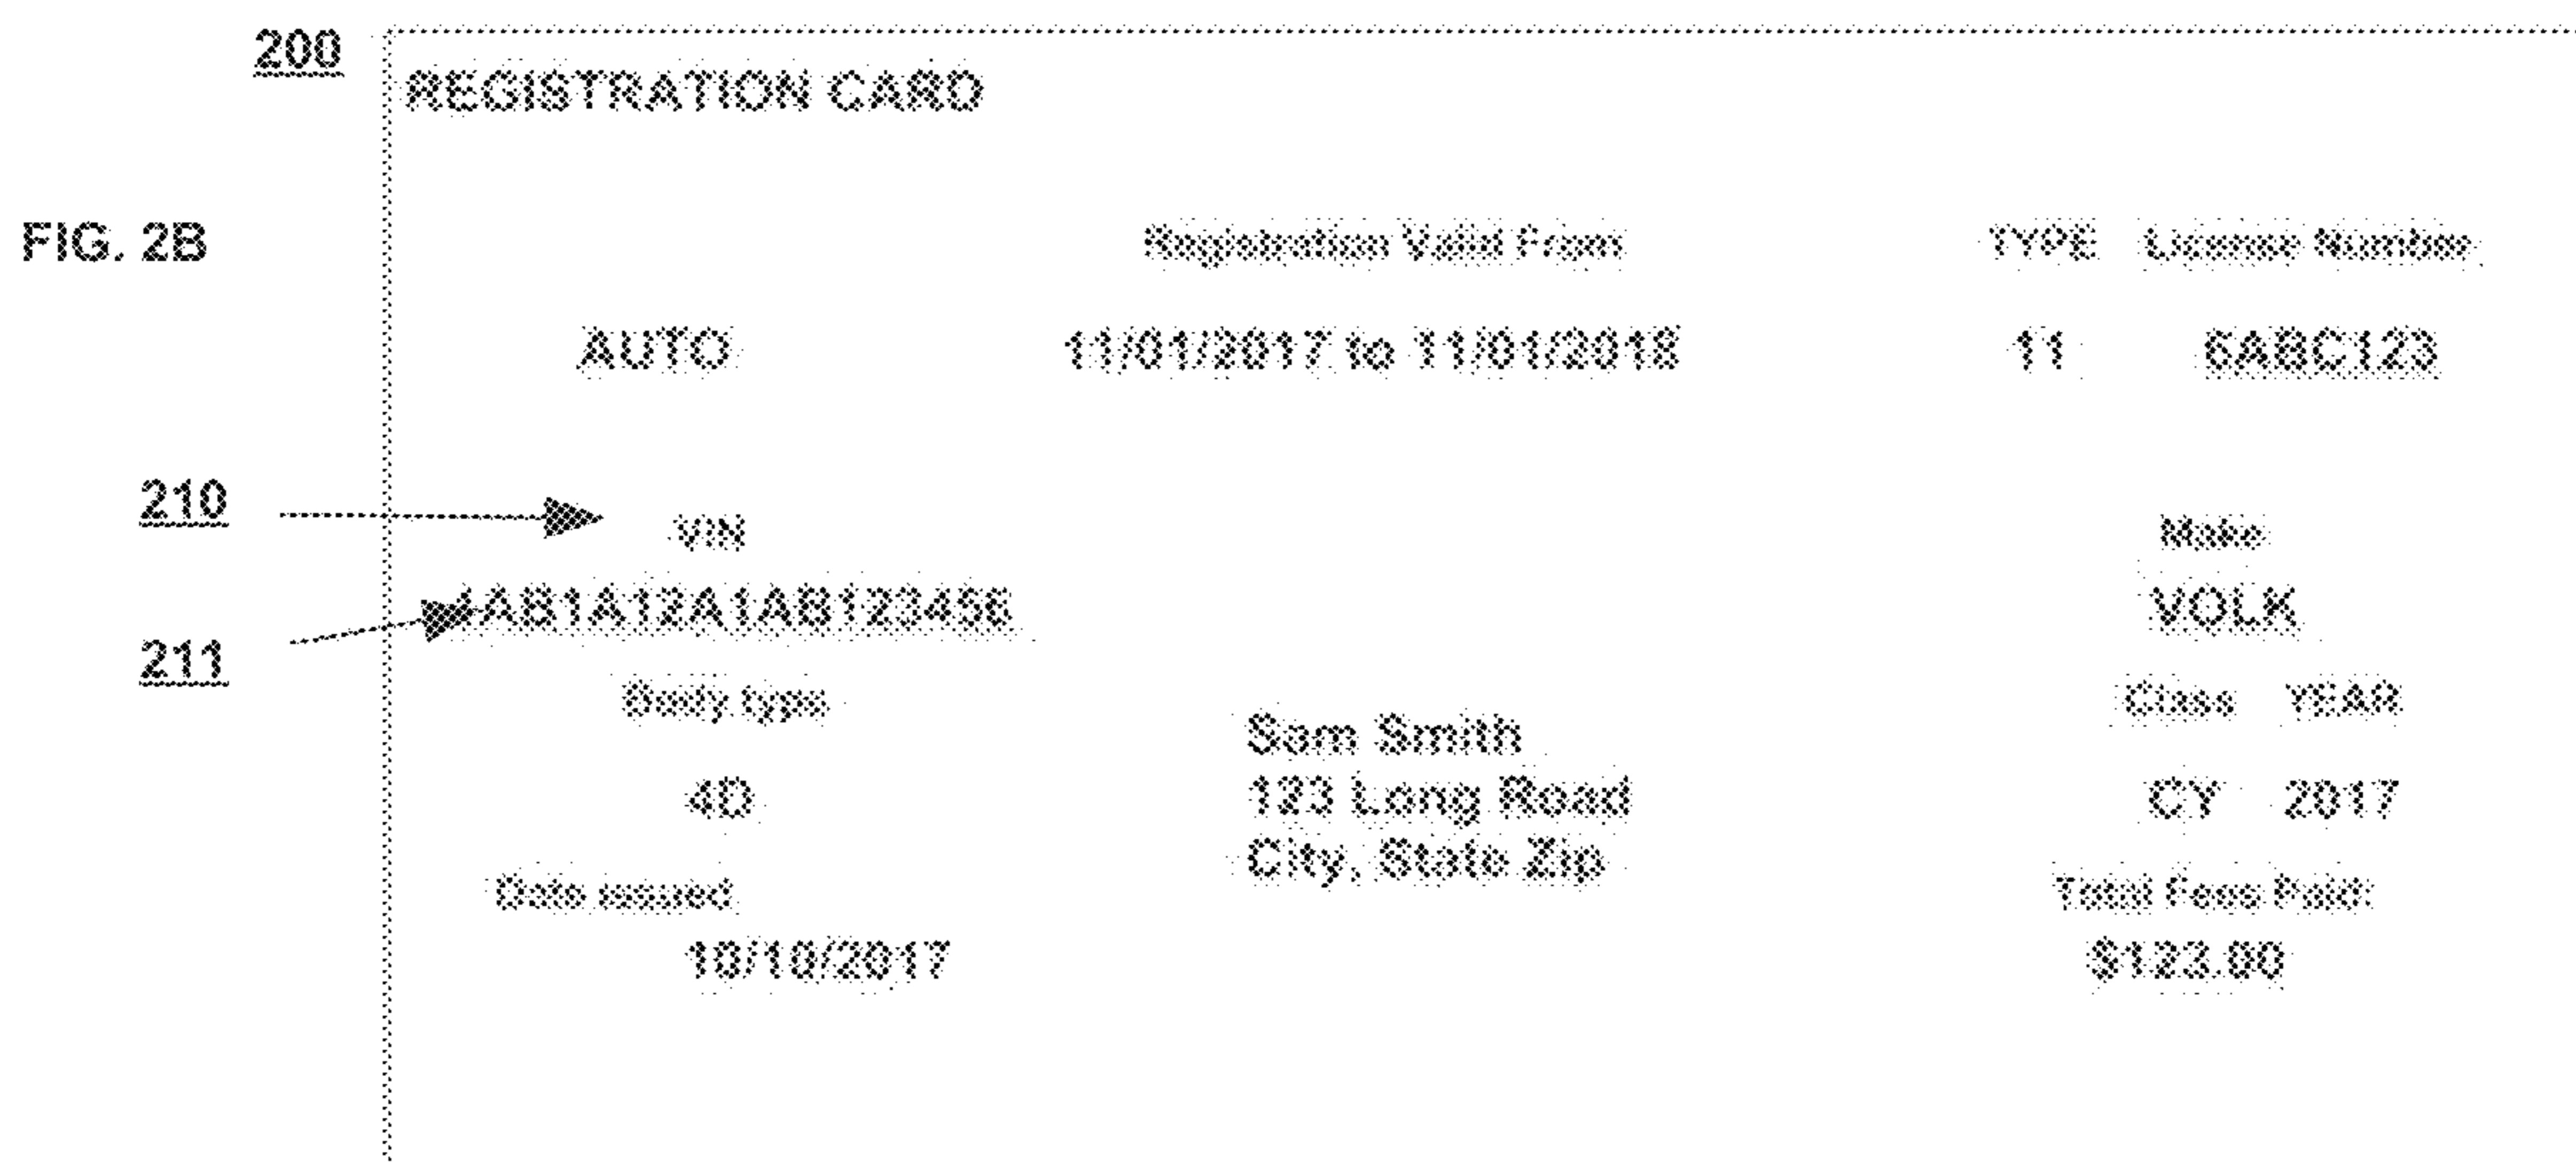 200
REGISTRATION CARD
FIG. 2B
Registration Valid From
TYPE License Number
AUTO
11/01/2017 to 11/01/2018
11 6ABC123
210
VIN
Make
1AB1A12A1AB123456
VOLK
211
Body type
Class YEAR
Sam Smith
123 Long Road
City, State Zip
4D
CY 2017
Date issued
Total Fees Paid:
10/10/2017
$123.00